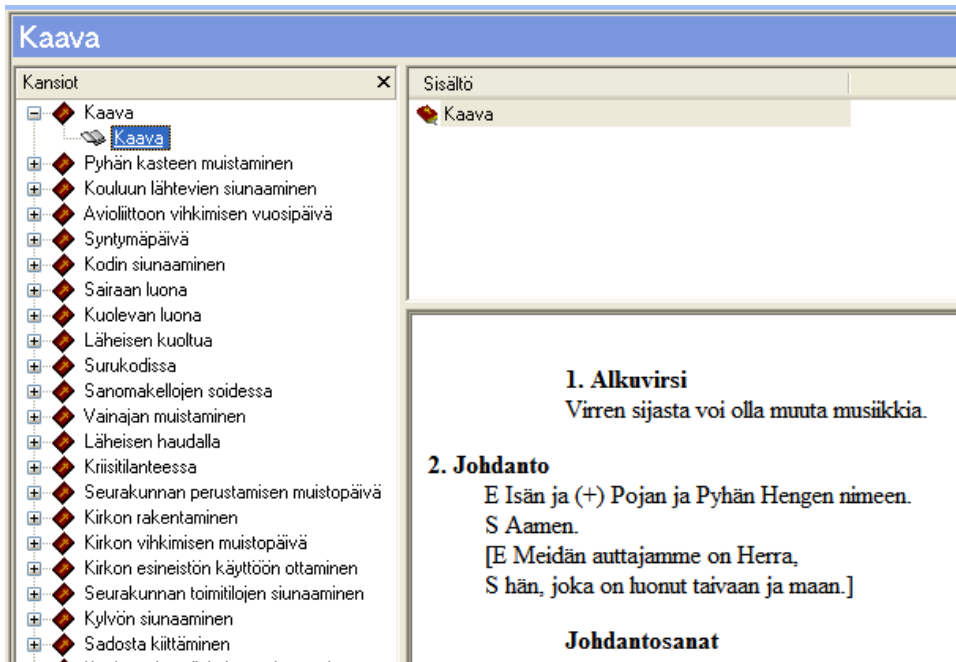 Kaava
Kansiot
Kaava
Kaava
Pyhän kasteen muistaminen
Kouluun lähtevien siunaaminen
Avioliittoon vihkimisen vuosipäivä
Syntymäpäivä
Kodin siunaaminen
Sairaan luona
Kuolevan luona
Läheisen kuoltua
Surukodissa
Sanomakellojen soidessa
Vainajan muistaminen
Läheisen haudalla
Kriisitilanteessa
Seurakunnan perustamisen muistopäivä
Kirkon rakentaminen
Kirkon vihkimisen muistopäivä
Kirkon esineistön käyttöön ottaminen
Seurakunnan toimitilojen siunaaminen
Kylvön siunaaminen
Sadosta kiittäminen
Sisältö
Kaava
1. Alkuvirsi
Virren sijasta voi olla muuta musiikkia.
2. Johdanto
E Isän ja (+) Pojan ja Pyhän Hengen nimeen.
S Aamen.
[E Meidän auttajamme on Herra,
S hän, joka on luonut taivaan ja maan.]
Johdantosanat